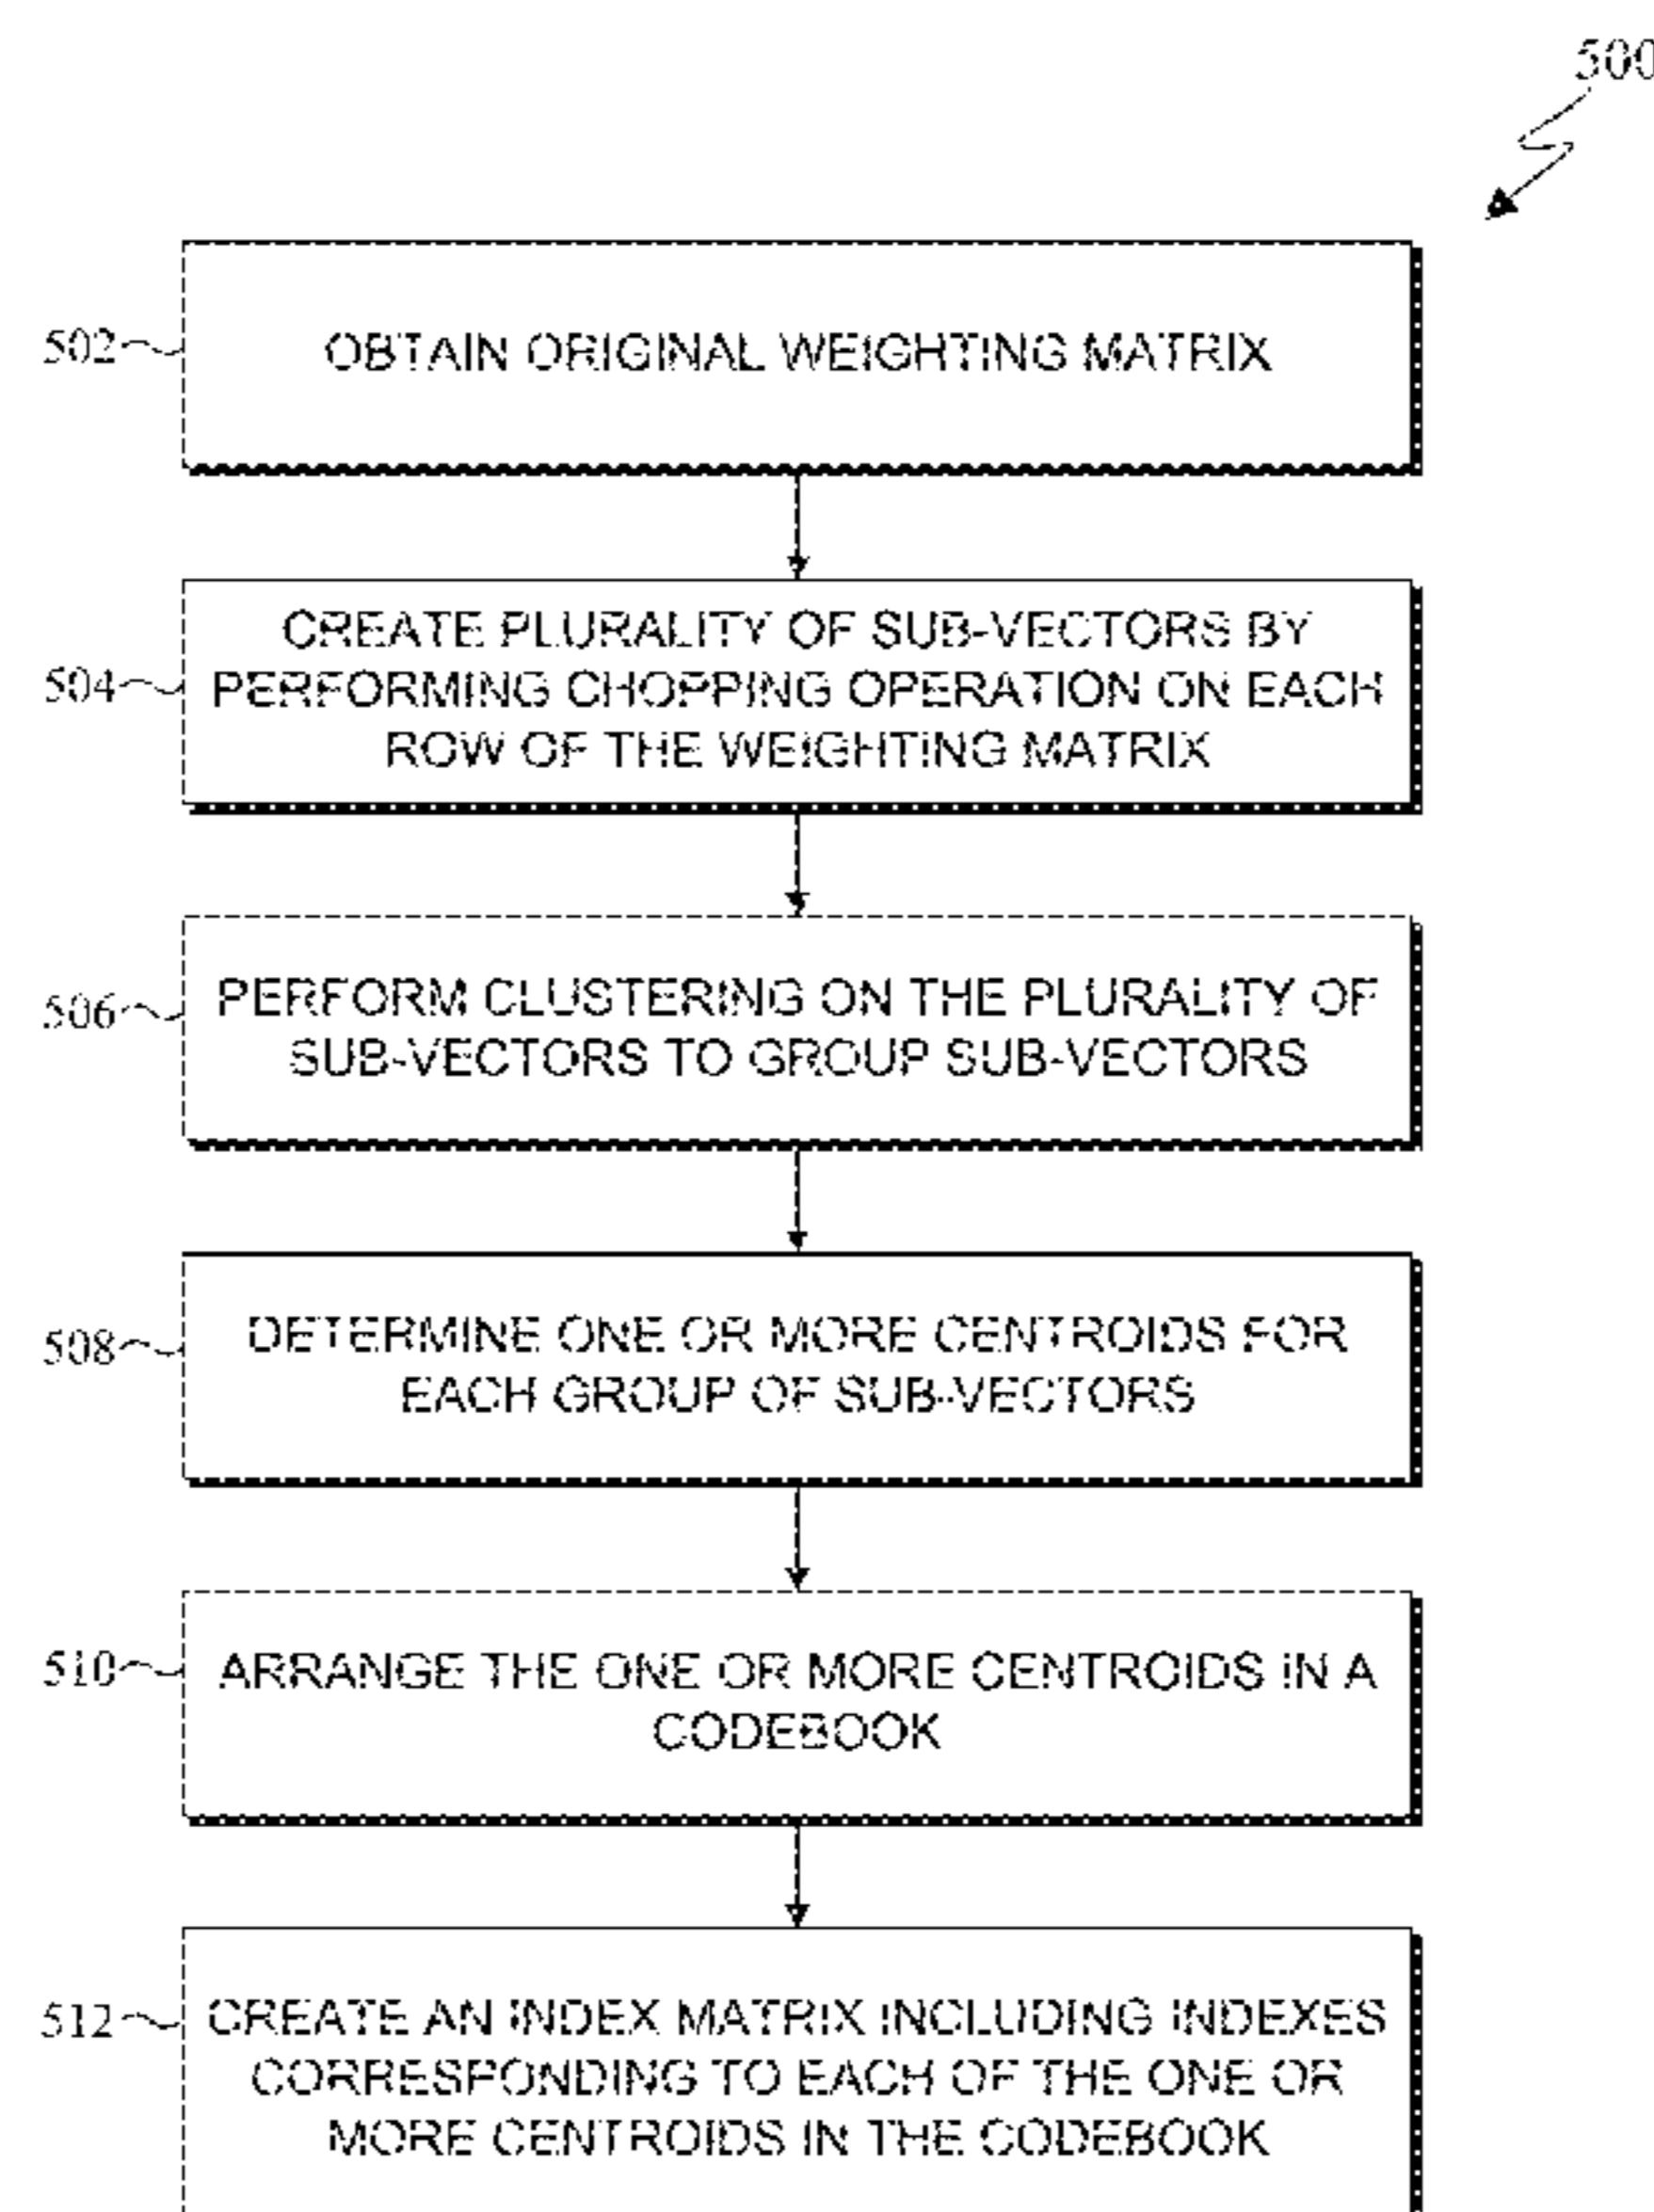 500
502
OBTAIN ORIGINAL WEIGHTING MATRIX
504
CREATE PLURALITY OF SUB-VECTORS BY
PERFORMING CHOPPING OPERATION ON EACH
ROW OF THE WEIGHTING MATRIX
506
PERFORM CLUSTERING ON THE PLURALITY OF
SUB-VECTORS TO GROUP SUB-VECTORS
508
DETERMINE ONE OR MORE CENTROIDS FOR
EACH GROUP OF SUB-VECTORS
510
ARRANGE THE ONE OR MORE CENTROIDS IN A
CODEBOOK
512
CREATE AN INDEX MATRIX INCLUDING INDEXES
CORRESPONDING TO EACH OF THE ONE OR
MORE CENTROIDS IN THE CODEBOOK